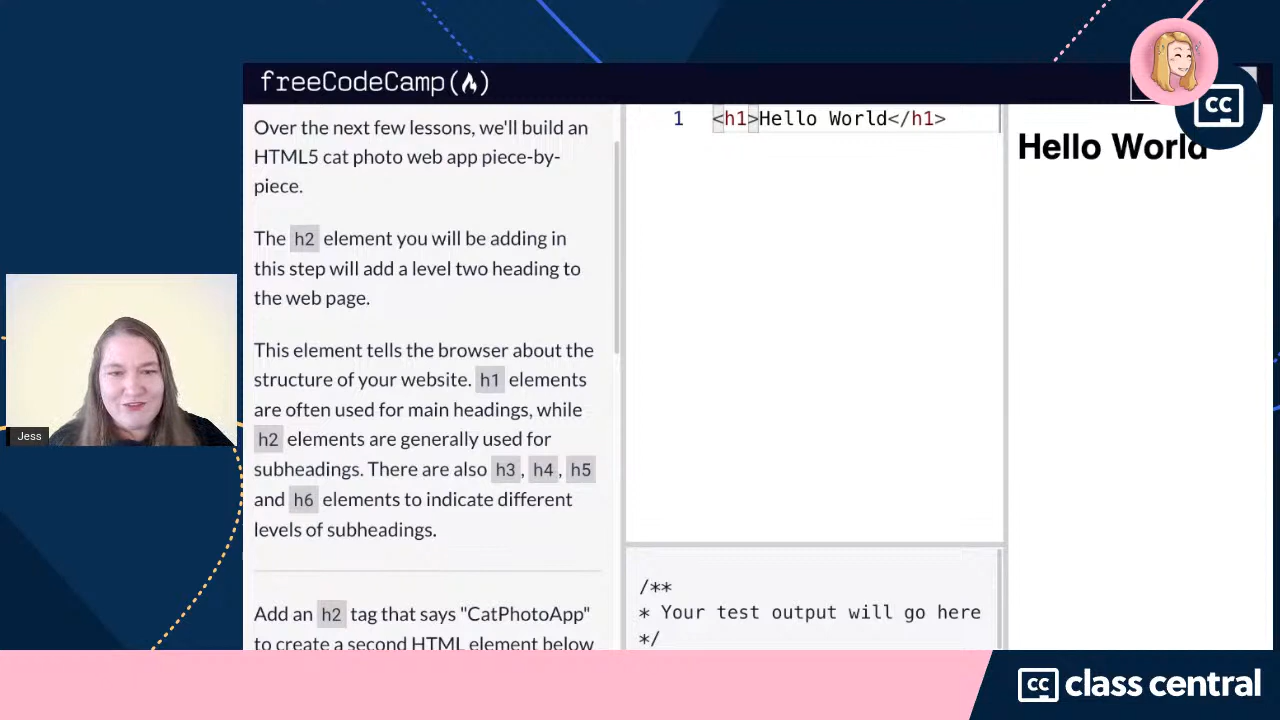 freeCodeCamp(🔥)
Over the next few lessons, we'll build an
HTML5 cat photo web app piece-by-
piece.
The h2 element you will be adding in
this step will add a level two heading to
the web page.
This element tells the browser about the
structure of your website. h1 elements
are often used for main headings, while
h2 elements are generally used for
subheadings. There are also h3, h4, h5
and h6 elements to indicate different
levels of subheadings.
Add an h2 tag that says "CatPhotoApp"
to create a second HTML element below
1 <h1>Hello World</h1>
/**
* Your test output will go here
*/
Hello World
CC
Jess
CC class central